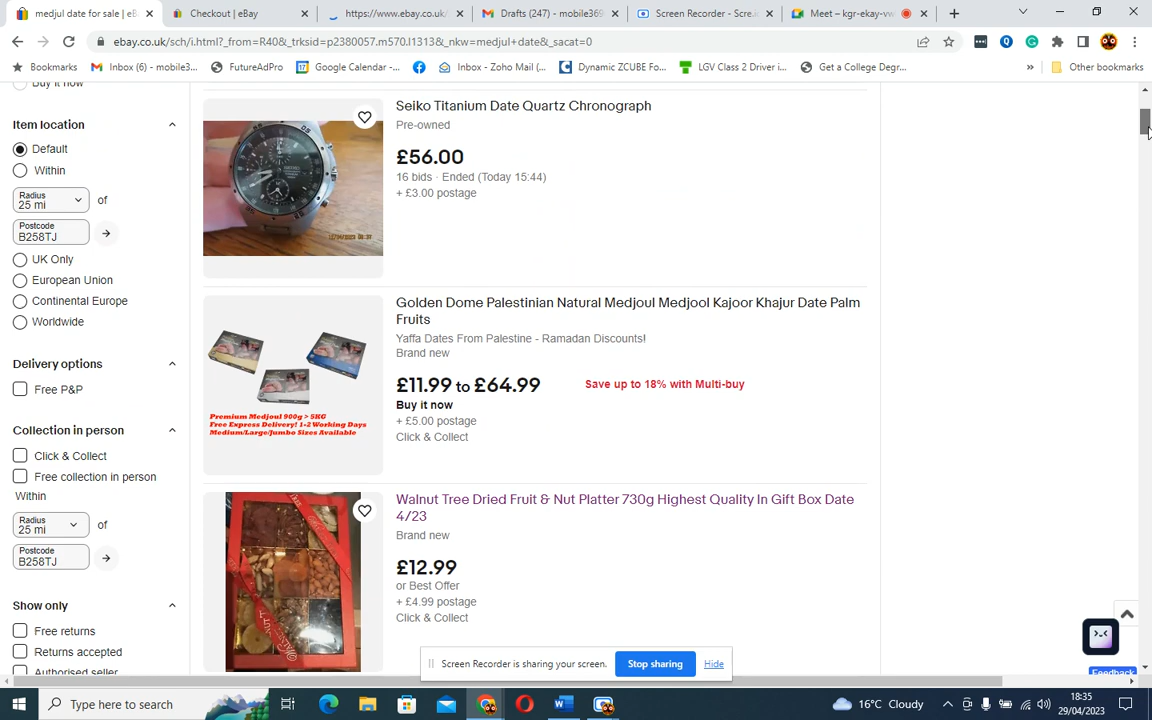 medjul date for sale | eB
Checkout | eBay
https://www.ebay.co.uk/
Drafts (247) - mobile369
Screen Recorder - Scre
Meet – kgr-ekay-vw
ebay.co.uk/sch/i.html?_from=R40&_trksid=p2380057.m570.l1313&_nkw=medjul+date&_sacat=0
Bookmarks
Inbox (6) - mobile3...
FutureAdPro
Google Calendar -...
Inbox - Zoho Mail (...
Dynamic ZCUBE Fo...
LGV Class 2 Driver i...
Get a College Degr...
»
Other bookmarks
Buy it now
Item location
Default
Within
Radius
25 mi
of
Postcode
B258TJ
UK Only
European Union
Continental Europe
Worldwide
Delivery options
Free P&P
Collection in person
Click & Collect
Free collection in person
Within
Radius
25 mi
of
Postcode
B258TJ
Show only
Free returns
Returns accepted
Authorised seller
Seiko Titanium Date Quartz Chronograph
Pre-owned
£56.00
16 bids · Ended (Today 15:44)
+ £3.00 postage
Golden Dome Palestinian Natural Medjoul Medjool Kajoor Khajur Date Palm
Fruits
Yaffa Dates From Palestine - Ramadan Discounts!
Brand new
£11.99 to £64.99
Save up to 18% with Multi-buy
Buy it now
+ £5.00 postage
Click & Collect
Premium Medjoul 900g > 5KG
Free Express Delivery! 1-2 Working Days
Medium/Large/Jumbo Sizes Available
Walnut Tree Dried Fruit & Nut Platter 730g Highest Quality In Gift Box Date
4/23
Brand new
£12.99
or Best Offer
+ £4.99 postage
Click & Collect
Feedback
Screen Recorder is sharing your screen.
Stop sharing
Hide
Type here to search
16°C Cloudy
18:35
29/04/2023